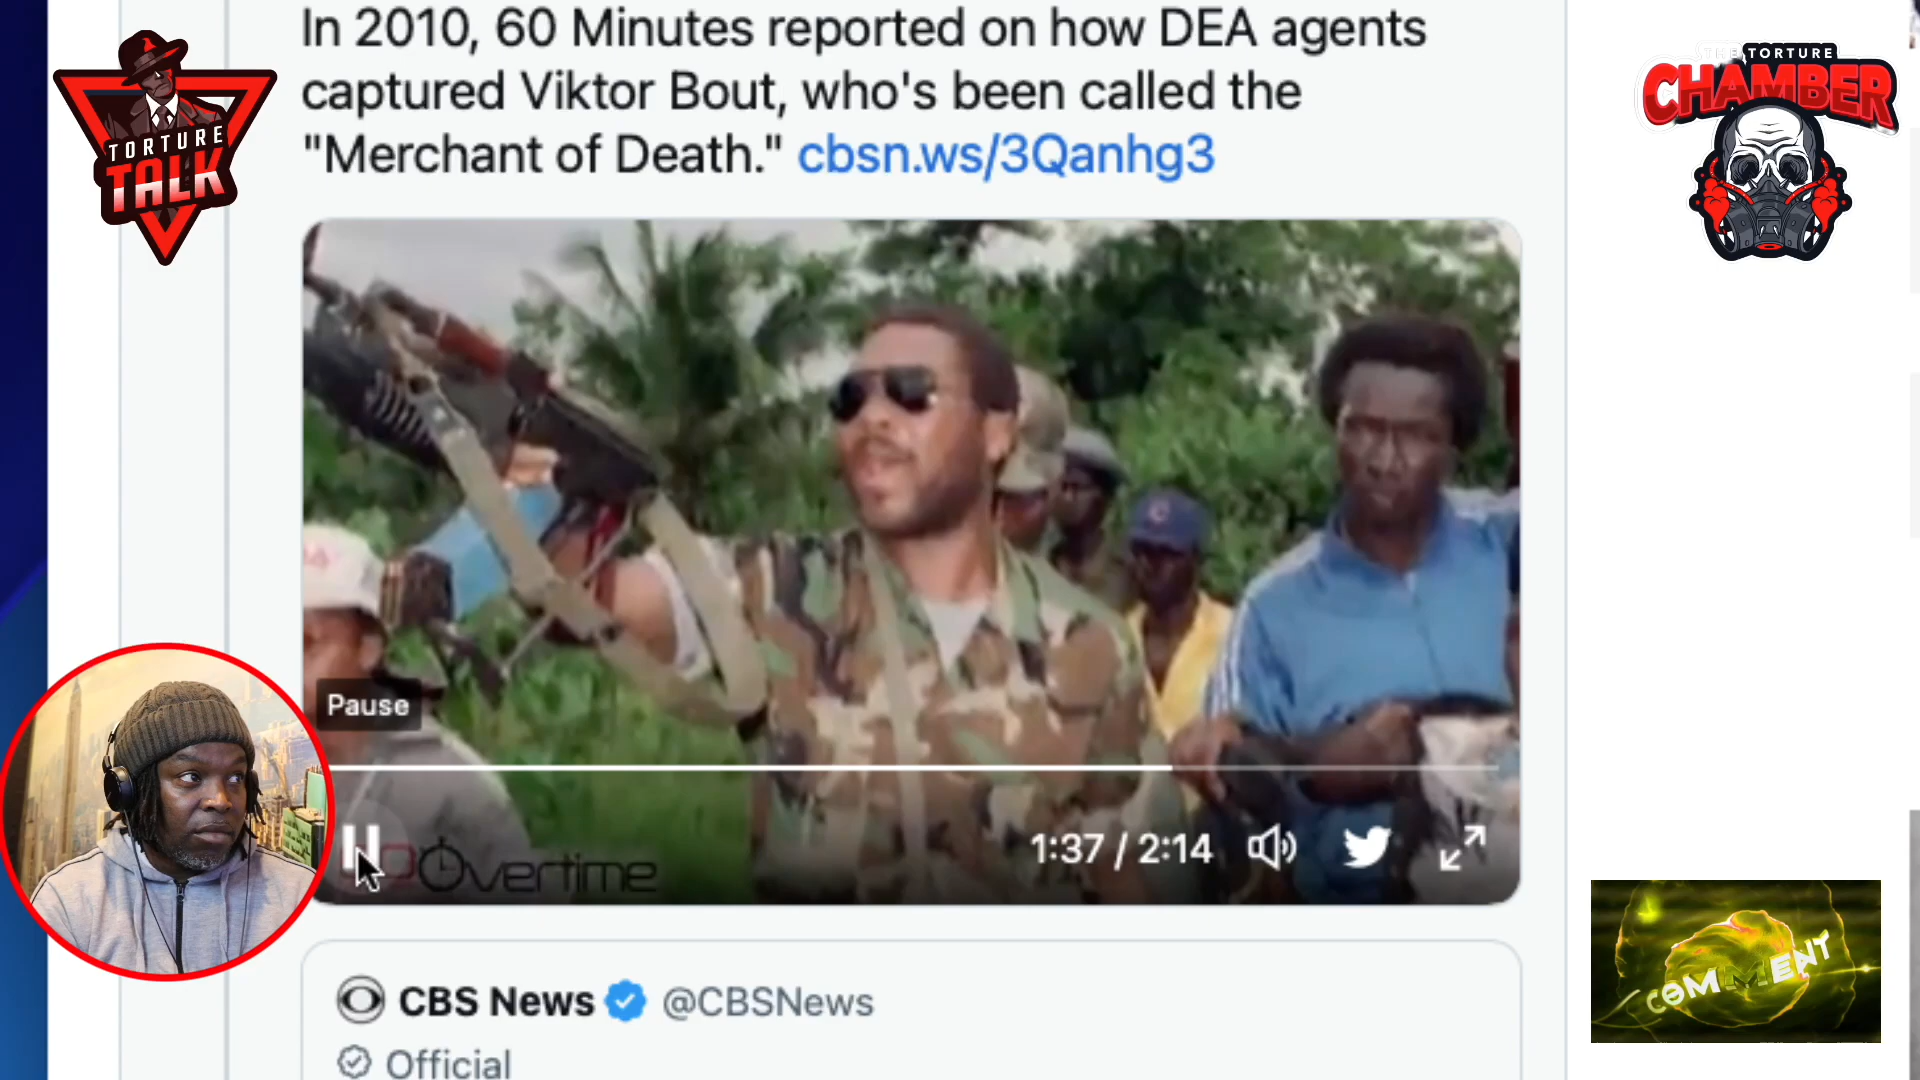 In 2010, 60 Minutes reported on how DEA agents
captured Viktor Bout, who's been called the
"Merchant of Death." cbsn.ws/3Qanhg3
TORTURE
TALK
THE TORTURE
CHAMBER
C
Pause
Overtime
1:37 / 2:14
COMMENT
CBS News @CBSNews
Official